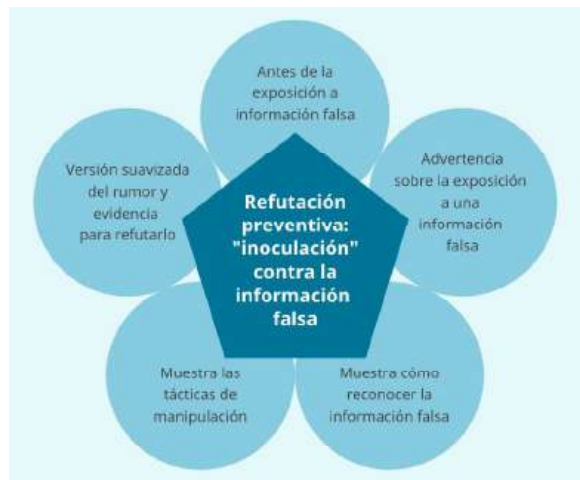 Antes de la
exposición a
información falsa
Advertencia
sobre la exposición
a una
información
falsa
Muestra cómo
reconocer la
información falsa
Muestra las
tácticas de
manipulación
Versión suavizada
del rumor y
evidencia
para refutarlo
Refutación
preventiva:
"inoculación"
contra la
información
falsa